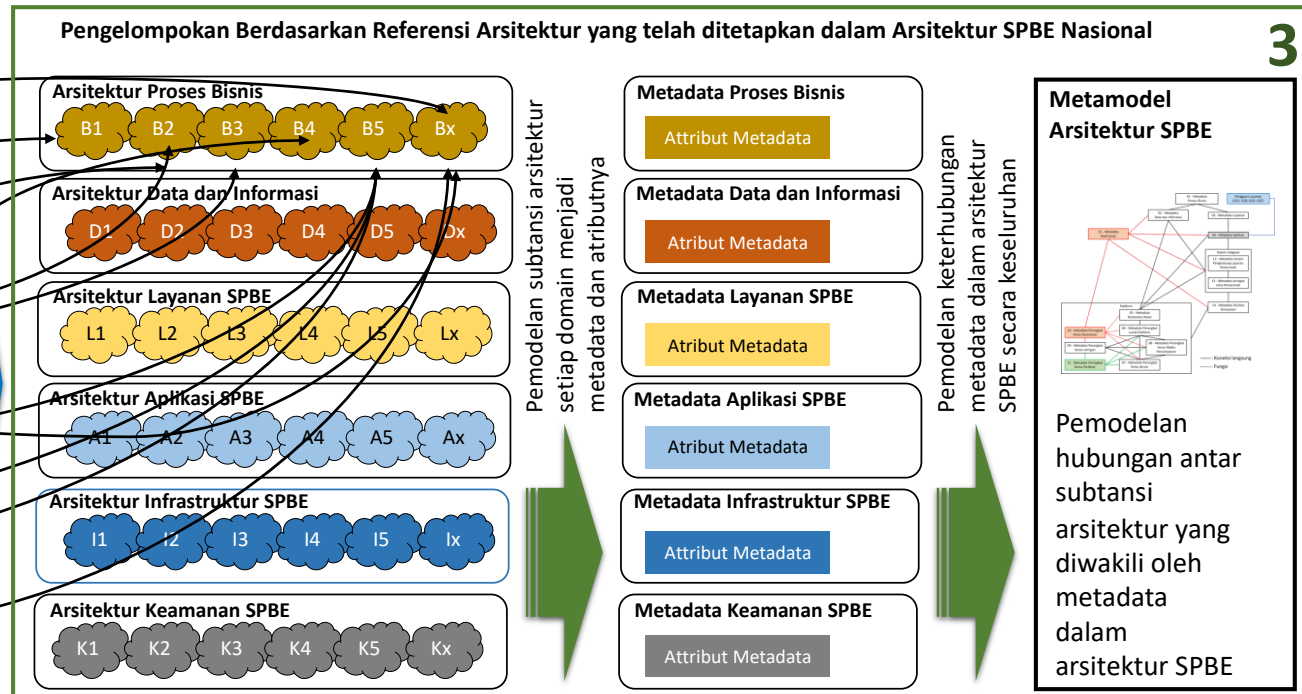 Pengelompokan Berdasarkan Referensi Arsitektur yang telah ditetapkan dalam Arsitektur SPBE Nasional
3
Arsitektur Proses Bisnis
B1 B2 B3 B4 B5 Bx
Arsitektur Data dan Informasi
D1 D2 D3 D4 D5 Dx
Arsitektur Layanan SPBE
L1 L2 L3 L4 L5 Lx
Arsitektur Aplikasi SPBE
A1 A2 A3 A4 A5 Ax
Arsitektur Infrastruktur SPBE
I1 I2 I3 I4 I5 Ix
Arsitektur Keamanan SPBE
K1 K2 K3 K4 K5 Kx
Pemodelan subtansi arsitektur
setiap domain menjadi
metadata dan atributnya
Metadata Proses Bisnis
Attribut Metadata
Metadata Data dan Informasi
Atribut Metadata
Metadata Layanan SPBE
Atribut Metadata
Metadata Aplikasi SPBE
Atribut Metadata
Metadata Infrastruktur SPBE
Attribut Metadata
Metadata Keamanan SPBE
Attribut Metadata
Pemodelan keterhubungan
metadata dalam arsitektur
SPBE secara keseluruhan
Metamodel
Arsitektur SPBE
Platform
: Koneksi langsung
: Fungsi
Pemodelan
hubungan antar
subtansi
arsitektur yang
diwakili oleh
metadata
dalam
arsitektur SPBE